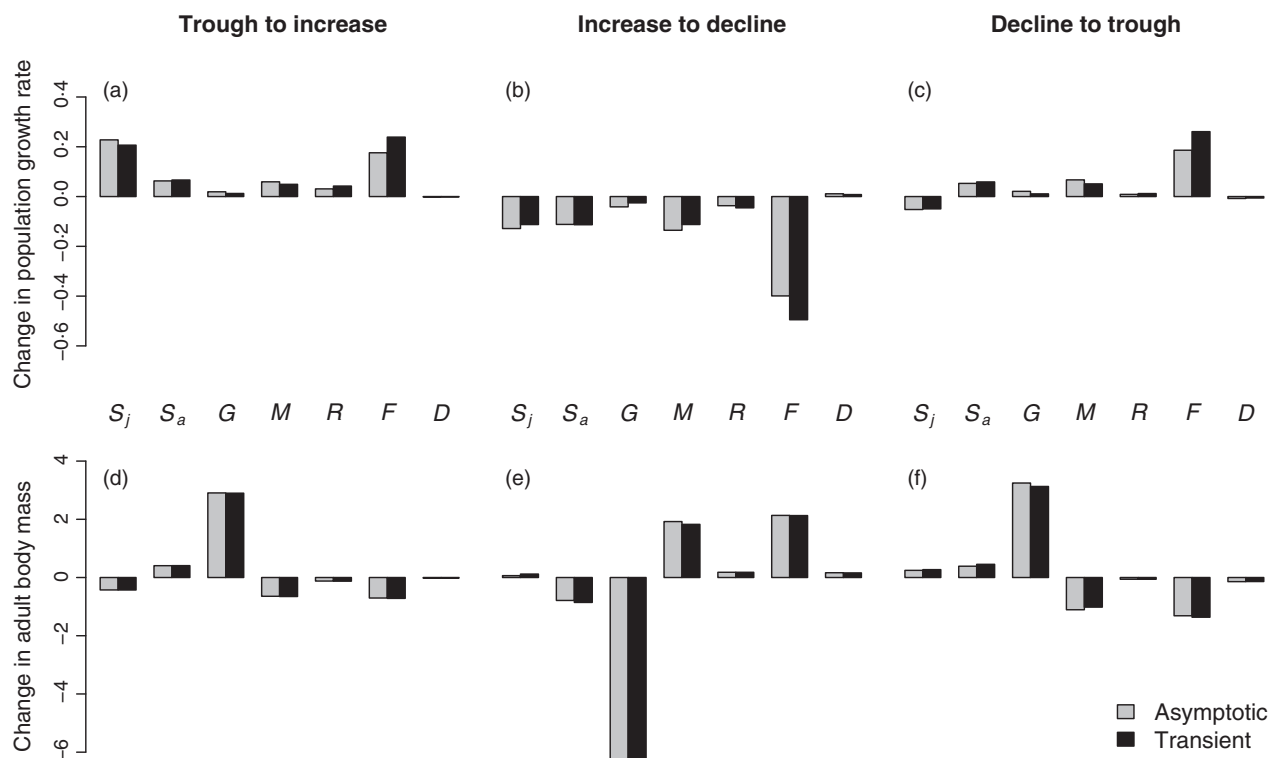 Trough to increase
Increase to decline
Decline to trough
Change in population growth rate
0·4
0·2
0·0
−0·2
−0·4
−0·6
(a)
(b)
(c)
Sj Sa G M R F D
Sj Sa G M R F D
Sj Sa G M R F D
Change in adult body mass
4
2
0
−2
−4
−6
(d)
(e)
(f)
Asymptotic
Transient